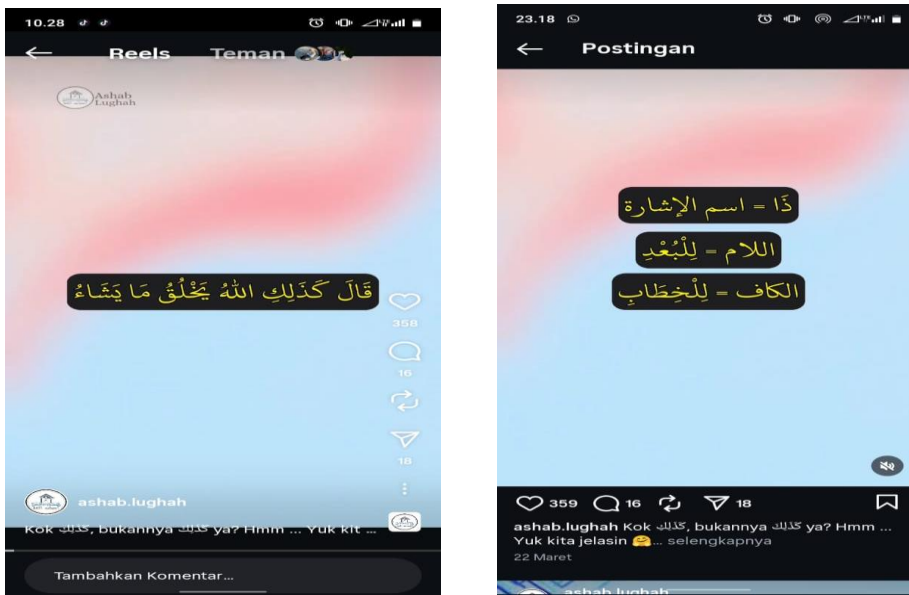 10.28
Reels Teman
Ashab
Lughah
قَالَ كَذَلِكِ اللهُ يَخْلُقُ مَا يَشَاءُ
358
16
18
ashab.lughah
Kok كذلك, bukannya كذلك ya? Hmm ... Yuk kit ...
Tambahkan Komentar...
23.18
Postingan
ذَا = اسم الإشارة
اللام = لِلْبُعْدِ
الكاف = لِلْخِطَابِ
359 16 18
ashab.lughah Kok كذلك, bukannya كذلك ya? Hmm ...
Yuk kita jelasin 🤗... selengkapnya
22 Maret
ashab.lughah